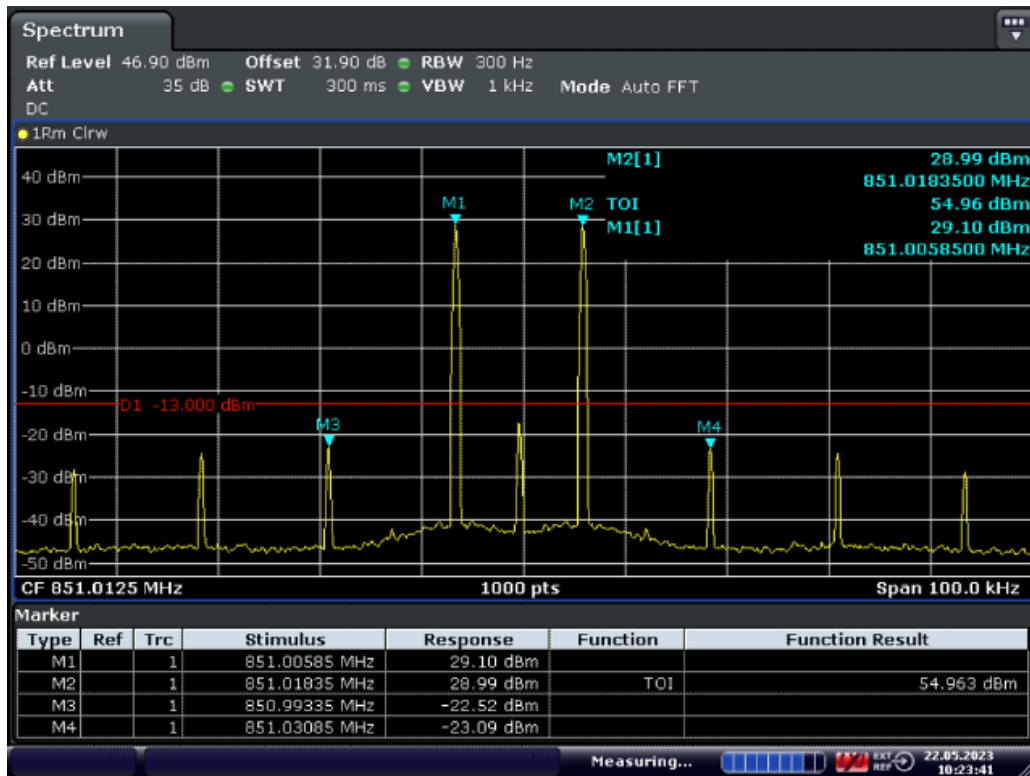 Spectrum
Ref Level 46.90 dBm Offset 31.90 dB RBW 300 Hz
Att 35 dB SWT 300 ms VBW 1 kHz Mode Auto FFT
DC
1Rm Clrw
M2[1] 28.99 dBm
851.0183500 MHz
TOI 54.96 dBm
M1[1] 29.10 dBm
851.0058500 MHz
40 dBm
M1 M2
30 dBm
20 dBm
10 dBm
0 dBm
-10 dBm
D1 -13.000 dBm
M3 M4
-20 dBm
-30 dBm
-40 dBm
-50 dBm
CF 851.0125 MHz 1000 pts Span 100.0 kHz
Marker
Type Ref Trc Stimulus Response Function Function Result
M1 1 851.00585 MHz 29.10 dBm
M2 1 851.01835 MHz 28.99 dBm TOI 54.963 dBm
M3 1 850.99335 MHz -22.52 dBm
M4 1 851.03085 MHz -23.09 dBm
Measuring... EXT REF 22.05.2023
10:23:41